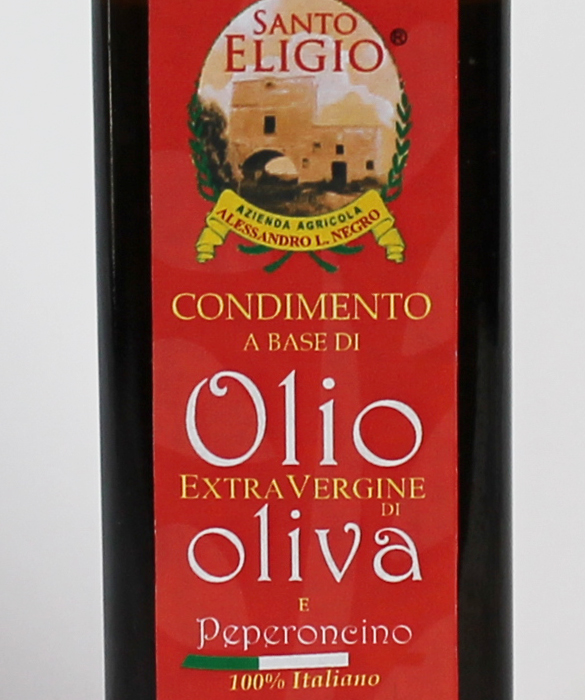 SANTO
ELIGIO®
AZIENDA AGRICOLA
ALESSANDRO L. NEGRO
CONDIMENTO
A BASE DI
Olio
EXTRAVERGINE
DI
oliva
E
Peperoncino
100% Italiano